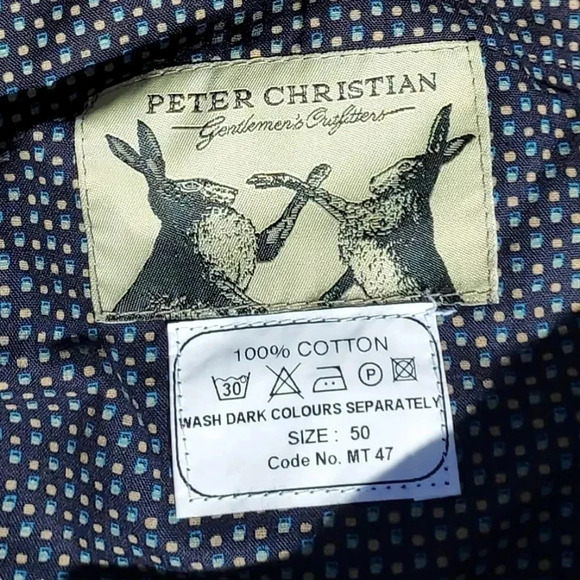 PETER CHRISTIAN
Gentlemen's Outfitters
100% COTTON
30° P
WASH DARK COLOURS SEPARATELY
SIZE : 50
Code No. MT 47